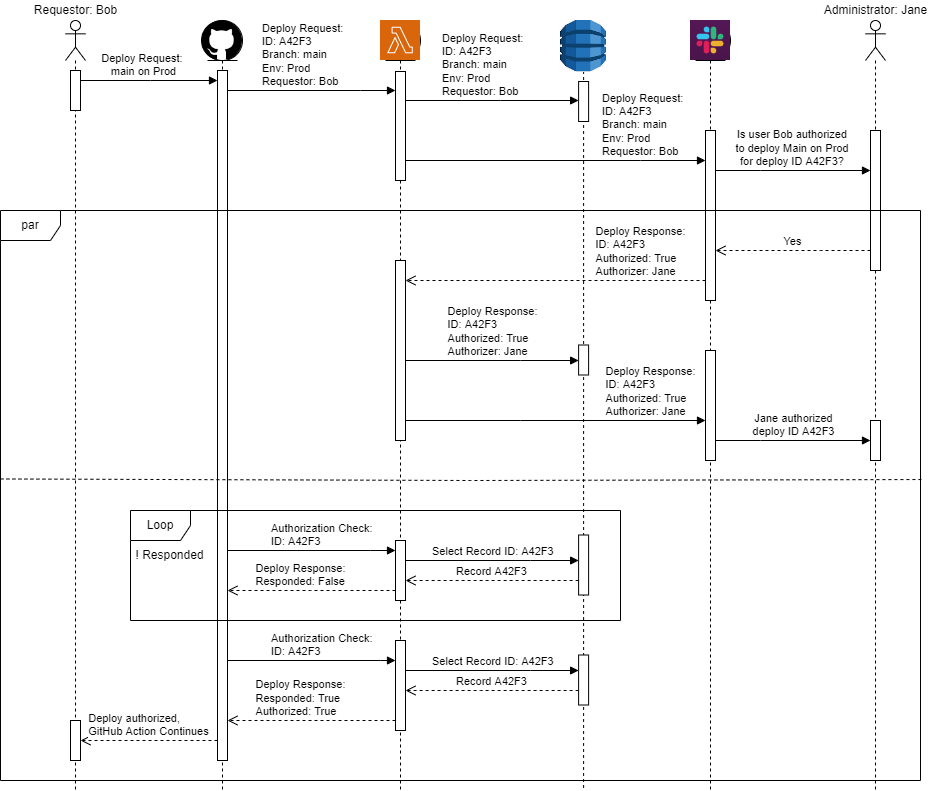 Requestor: Bob
Administrator: Jane
Deploy Request:
main on Prod
Deploy Request:
ID: A42F3
Branch: main
Env: Prod
Requestor: Bob
Deploy Request:
ID: A42F3
Branch: main
Env: Prod
Requestor: Bob
Deploy Request:
ID: A42F3
Branch: main
Env: Prod
Requestor: Bob
Is user Bob authorized
to deploy Main on Prod
for deploy ID A42F3?
par
Yes
Deploy Response:
ID: A42F3
Authorized: True
Authorizer: Jane
Deploy Response:
ID: A42F3
Authorized: True
Authorizer: Jane
Deploy Response:
ID: A42F3
Authorized: True
Authorizer: Jane
Jane authorized
deploy ID A42F3
Loop
! Responded
Authorization Check:
ID: A42F3
Select Record ID: A42F3
Record A42F3
Deploy Response:
Responded: False
Authorization Check:
ID: A42F3
Select Record ID: A42F3
Record A42F3
Deploy Response:
Responded: True
Authorized: True
Deploy authorized,
GitHub Action Continues